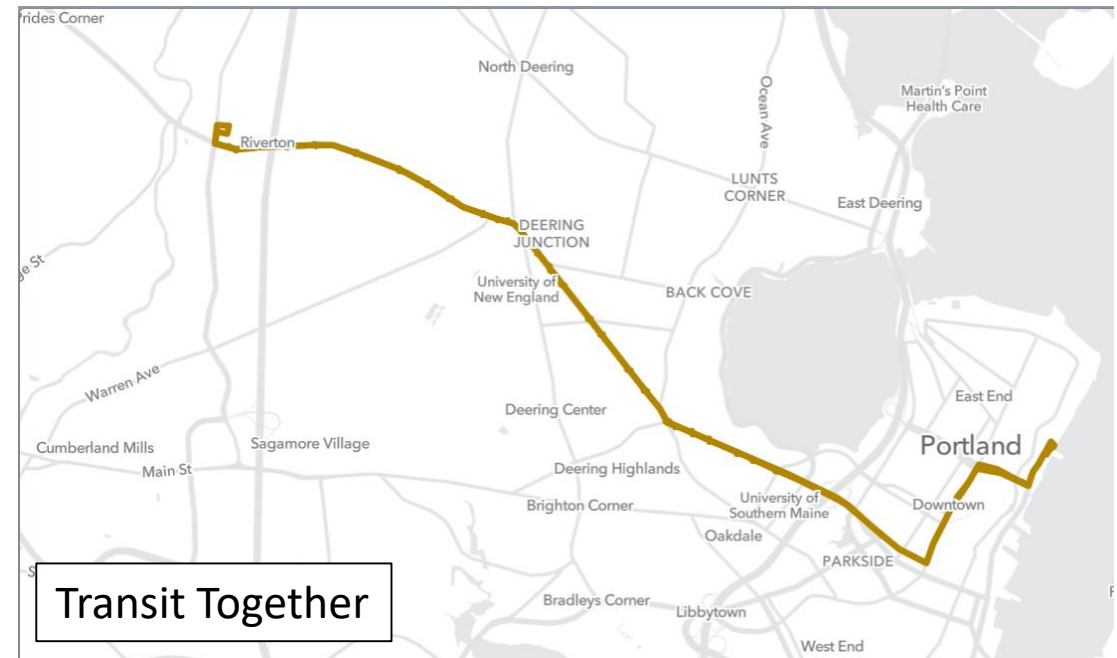 Prides Corner
North Deering
Ocean Ave
Martin's Point
Health Care
Riverton
LUNTS
CORNER
East Deering
DEERING
JUNCTION
University of
New England
BACK COVE
Warren Ave
East End
Deering Center
Portland
Cumberland Mills
Sagamore Village
Main St
Deering Highlands
University of
Southern Maine
Brighton Corner
Downtown
Oakdale
PARKSIDE
Transit Together
Bradleys Corner
Libbytown
West End